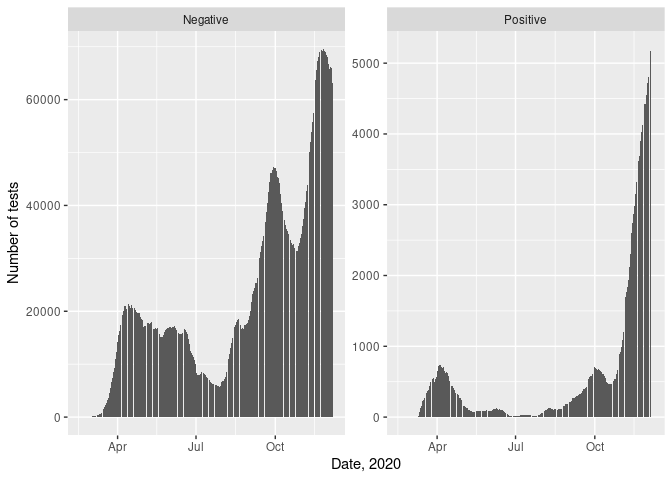 Negative
Positive
Number of tests
60000
40000
20000
0
5000
4000
3000
2000
1000
0
Apr Jul Oct
Apr Jul Oct
Date, 2020